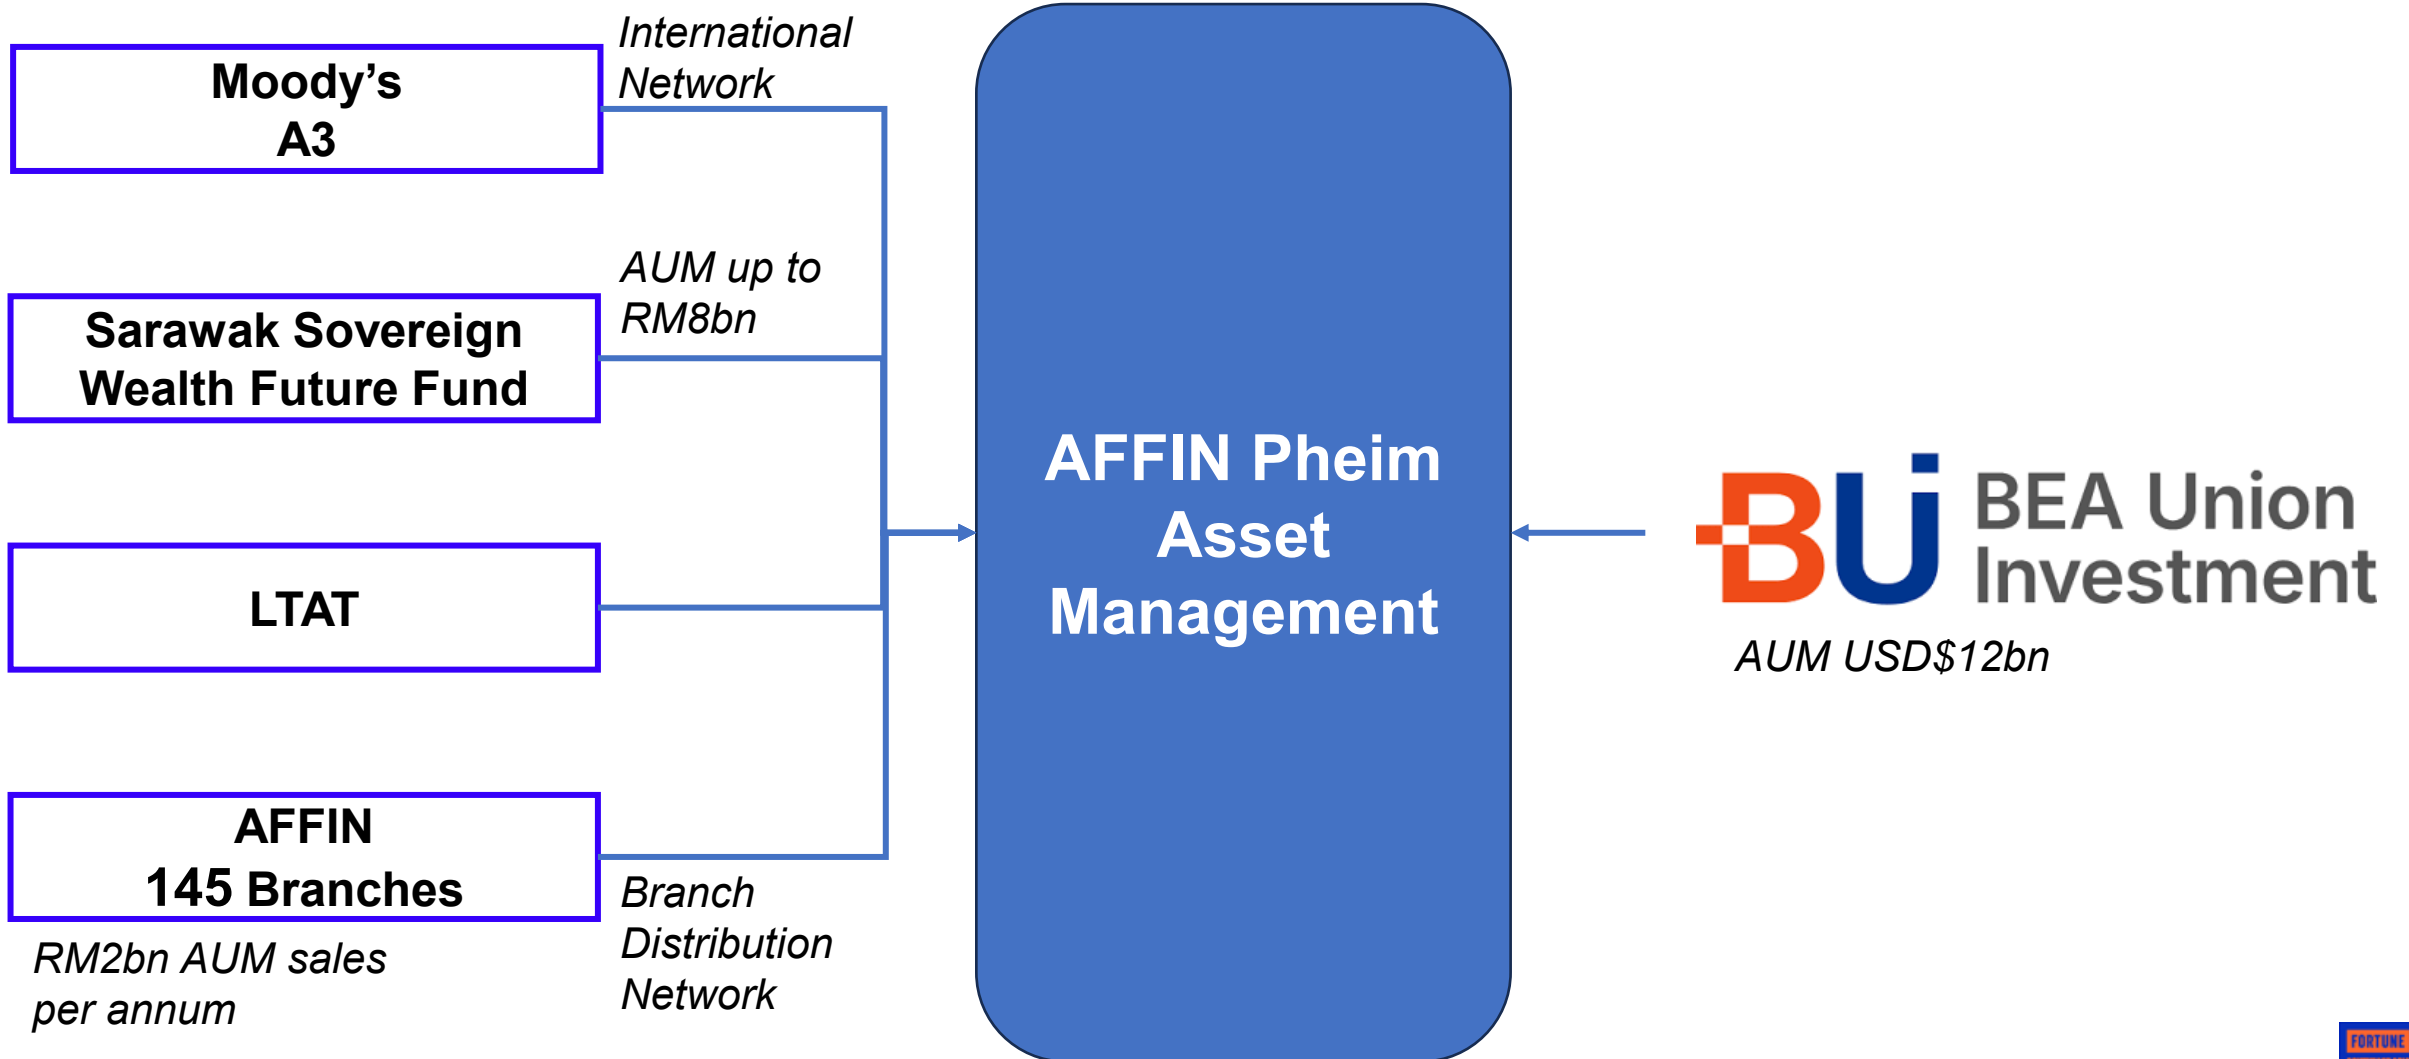 Moody’s
A3
International
Network
Sarawak Sovereign
Wealth Future Fund
AUM up to
RM8bn
LTAT
AFFIN
145 Branches
RM2bn AUM sales
per annum
Branch
Distribution
Network
AFFIN Pheim
Asset
Management
BU BEA Union
Investment
AUM USD$12bn
FORTUNE